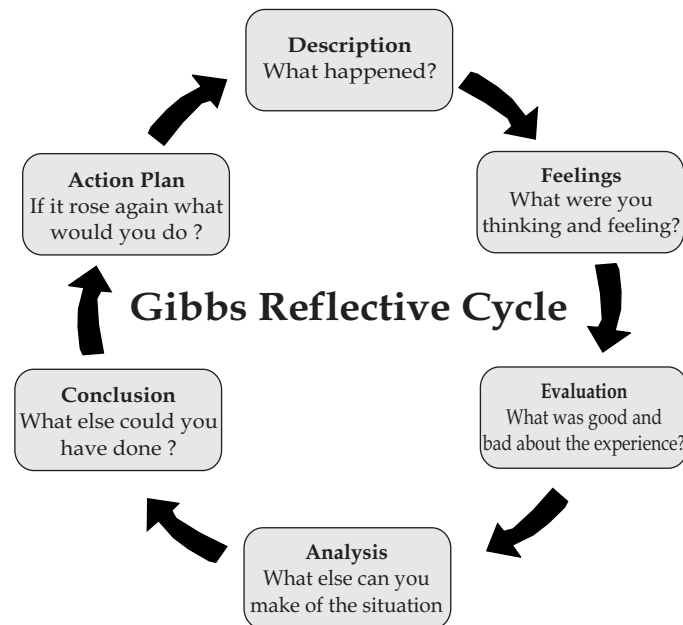 Description
What happened?
Feelings
What were you
thinking and feeling?
Evaluation
What was good and
bad about the experience?
Analysis
What else can you
make of the situation
Conclusion
What else could you
have done ?
Action Plan
If it rose again what
would you do ?
Gibbs Reflective Cycle